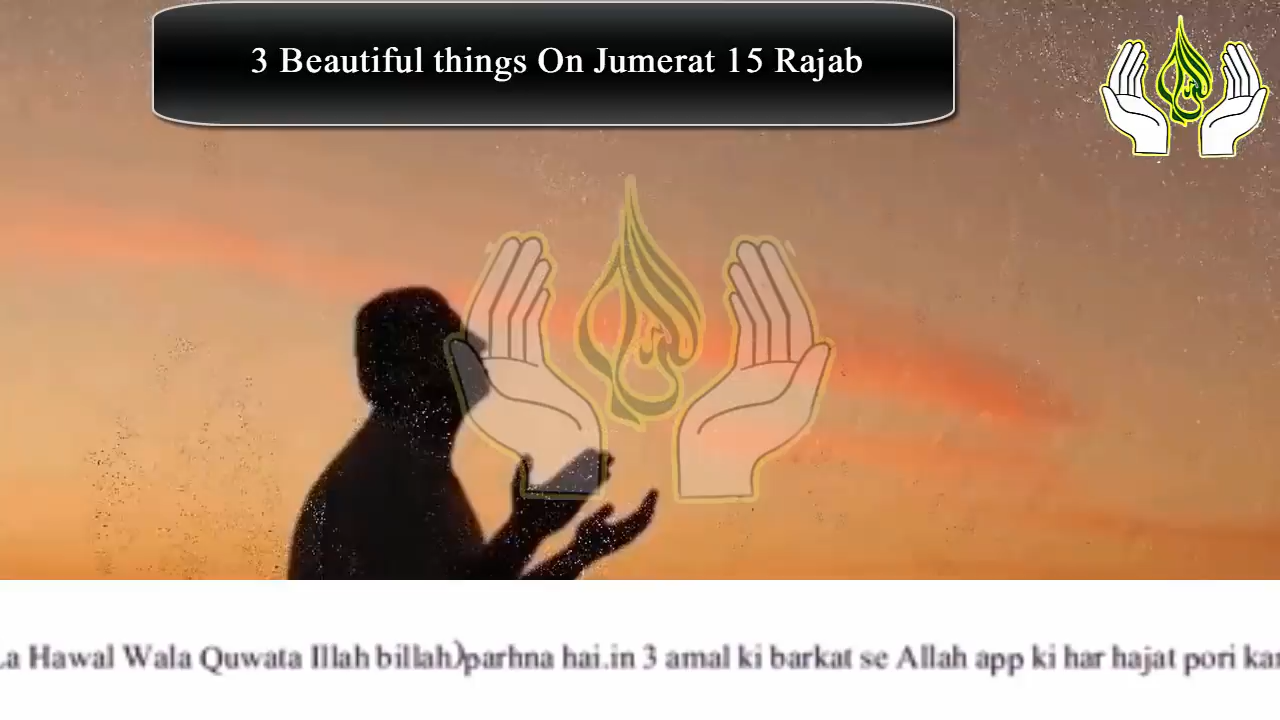 3 Beautiful things On Jumerat 15 Rajab
a Hawal Wala Quwata Illah billah)parhna hai.in 3 amal ki barkat se Allah app ki har hajat pori kar